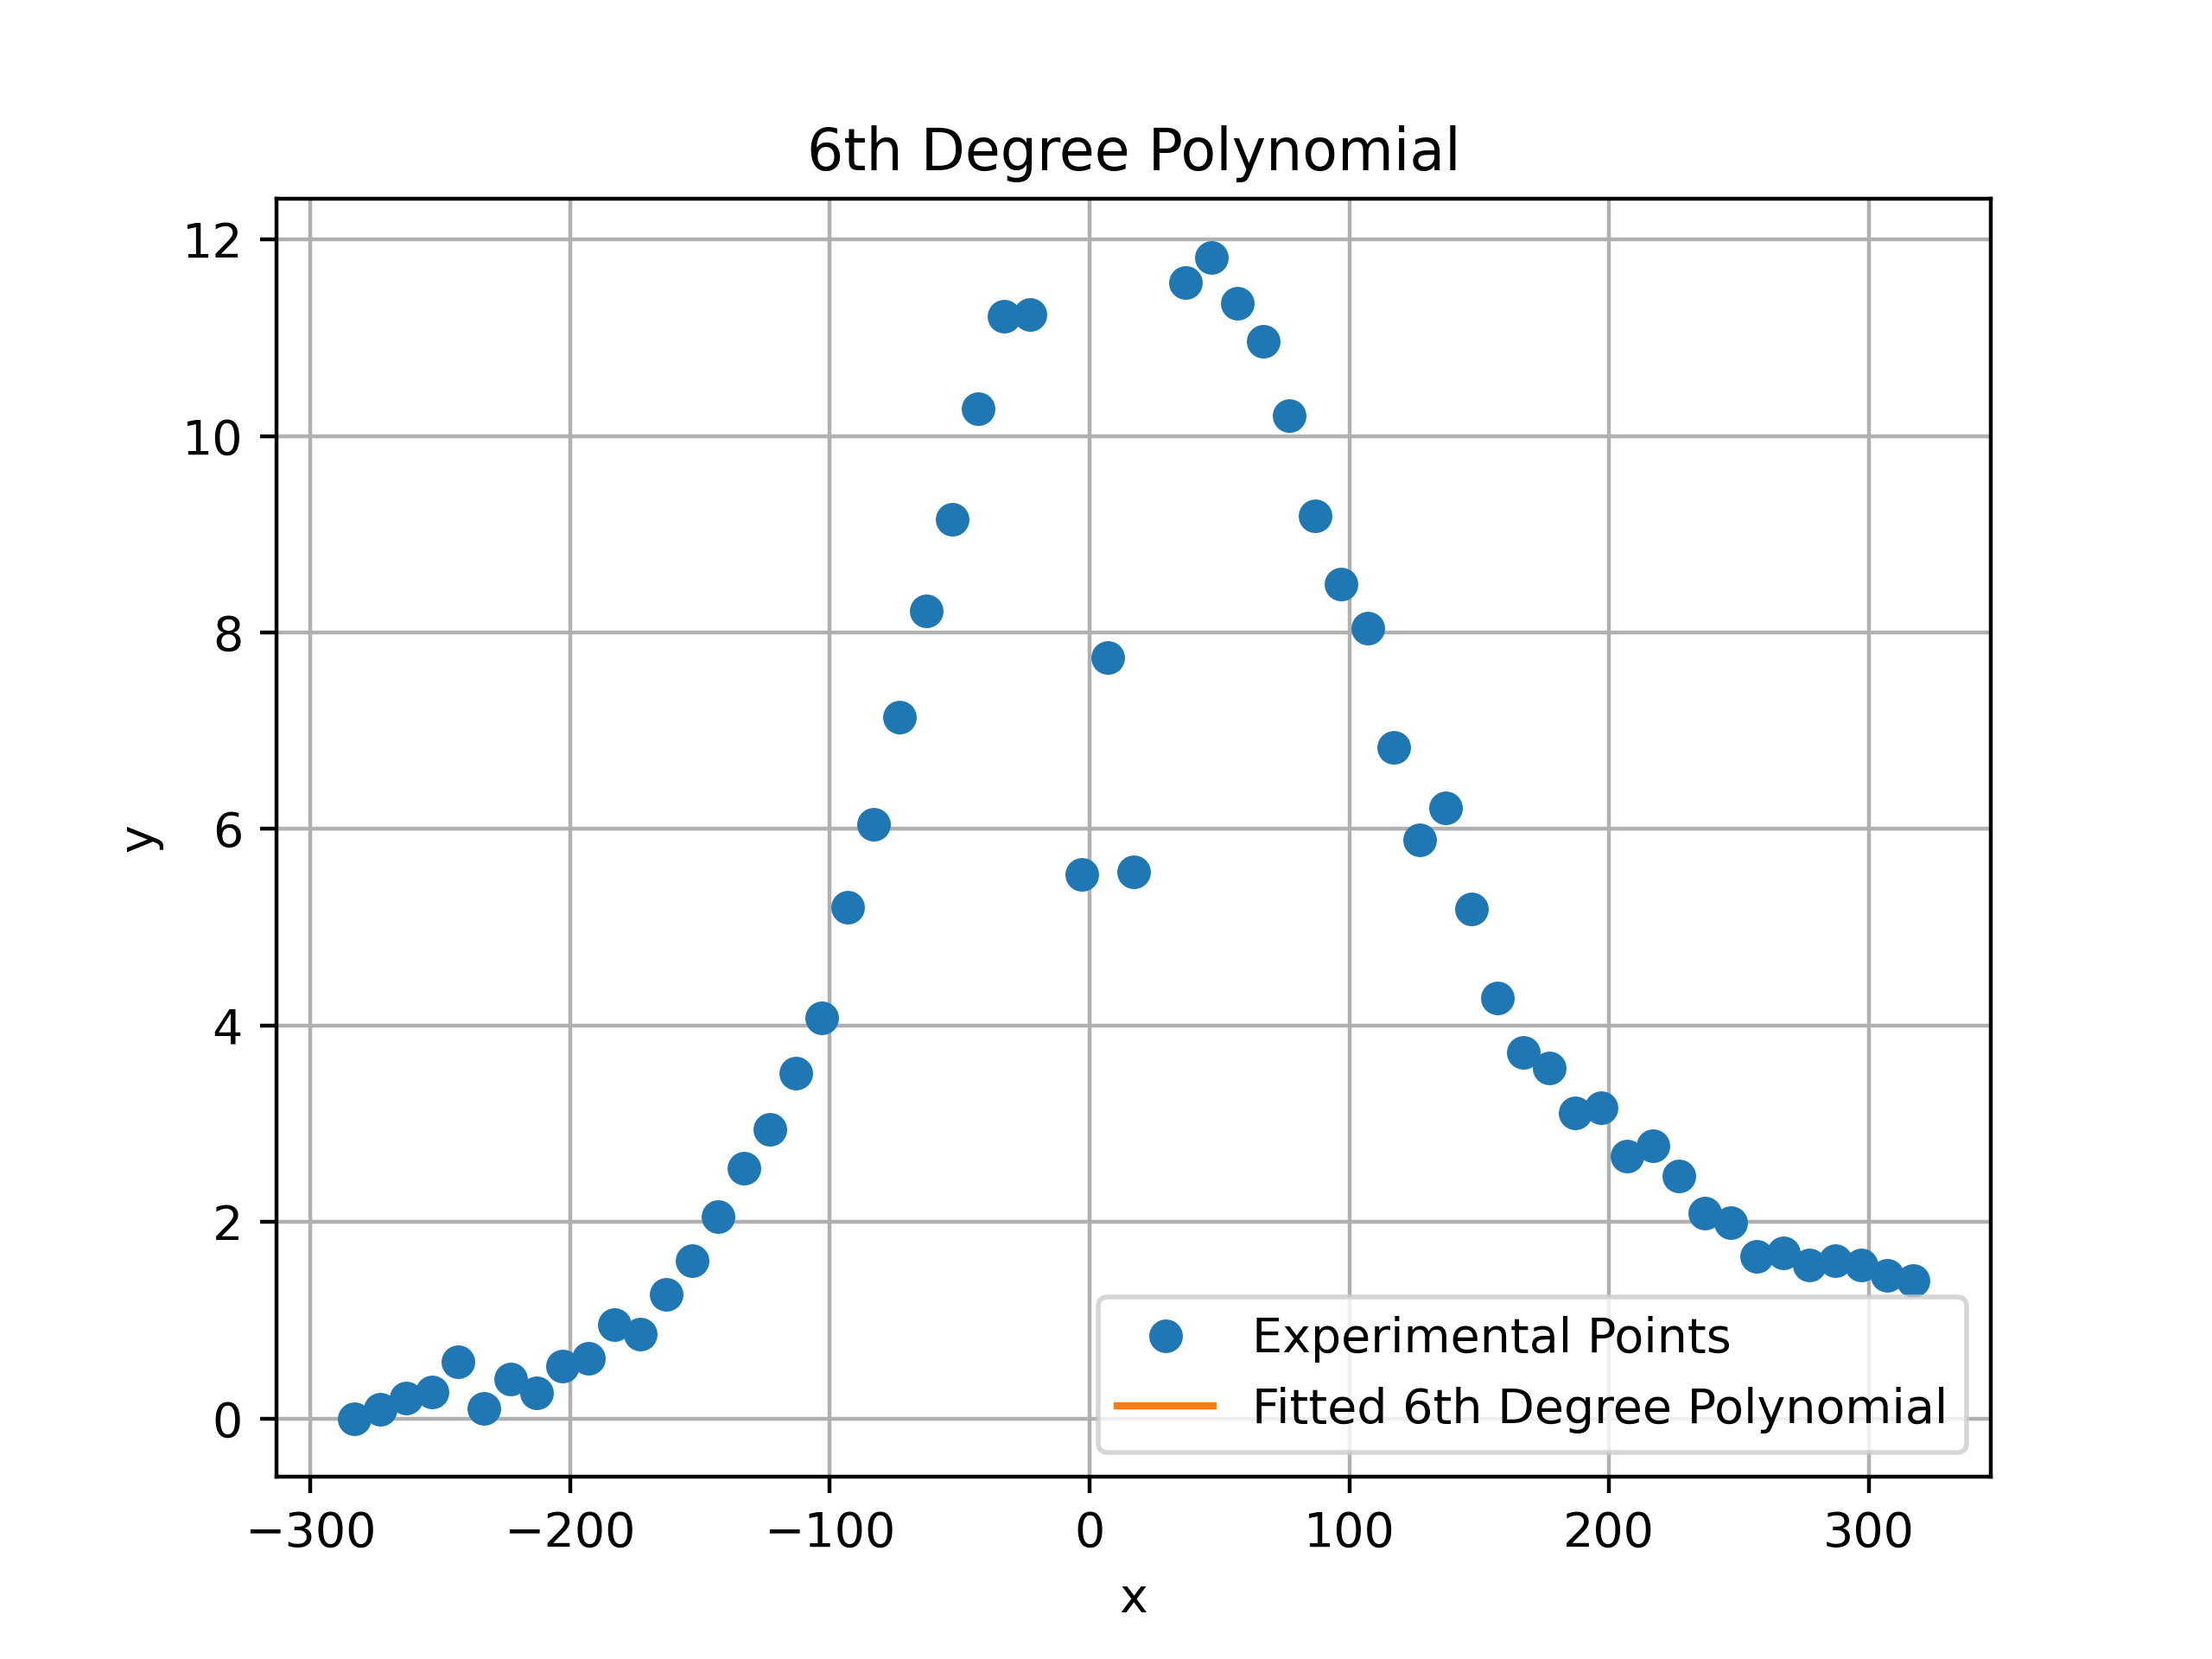 6th Degree Polynomial
12
10
8
6
4
2
0
y
−300 −200 −100 0 100 200 300
x
Experimental Points
Fitted 6th Degree Polynomial